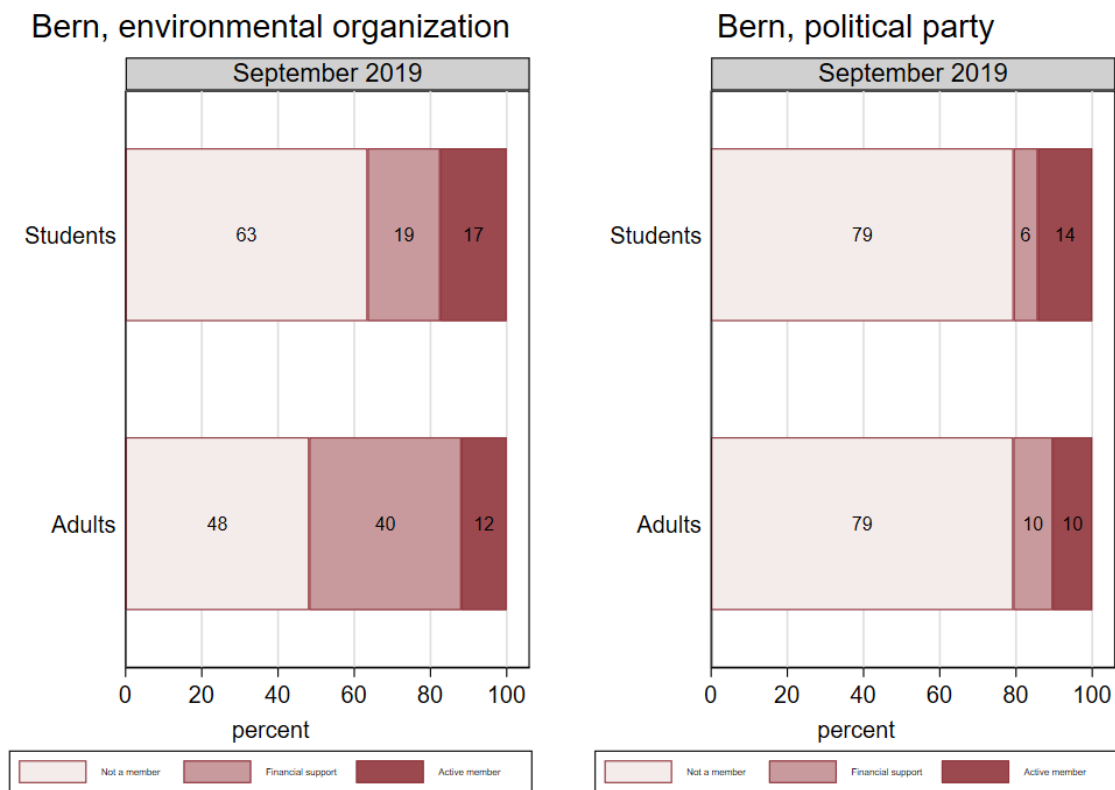 Bern, environmental organization
September 2019
Students
63
19
17
Adults
48
40
12
0 20 40 60 80 100
percent
Not a member Financial support Active member
Bern, political party
September 2019
Students
79
6
14
Adults
79
10
10
0 20 40 60 80 100
percent
Not a member Financial support Active member